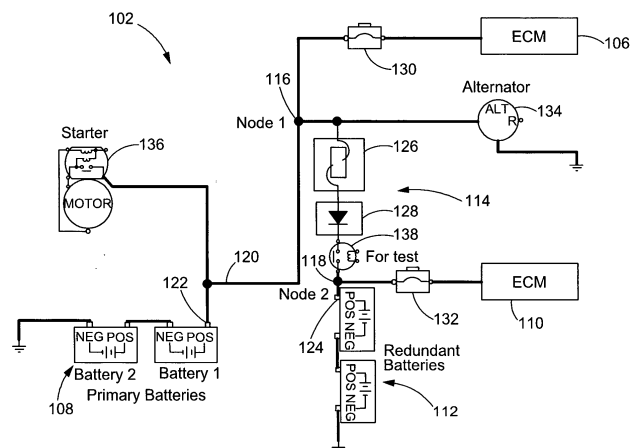 102
ECM
106
130
116
Alternator
ALT
R
134
Node 1
Starter
136
126
MOTOR
114
128
138
120
118
For test
122
Node 2
ECM
132
110
124
POS NEG
NEG POS
NEG POS
Redundant
Batteries
Battery 2
Battery 1
108
Primary Batteries
POS NEG
112